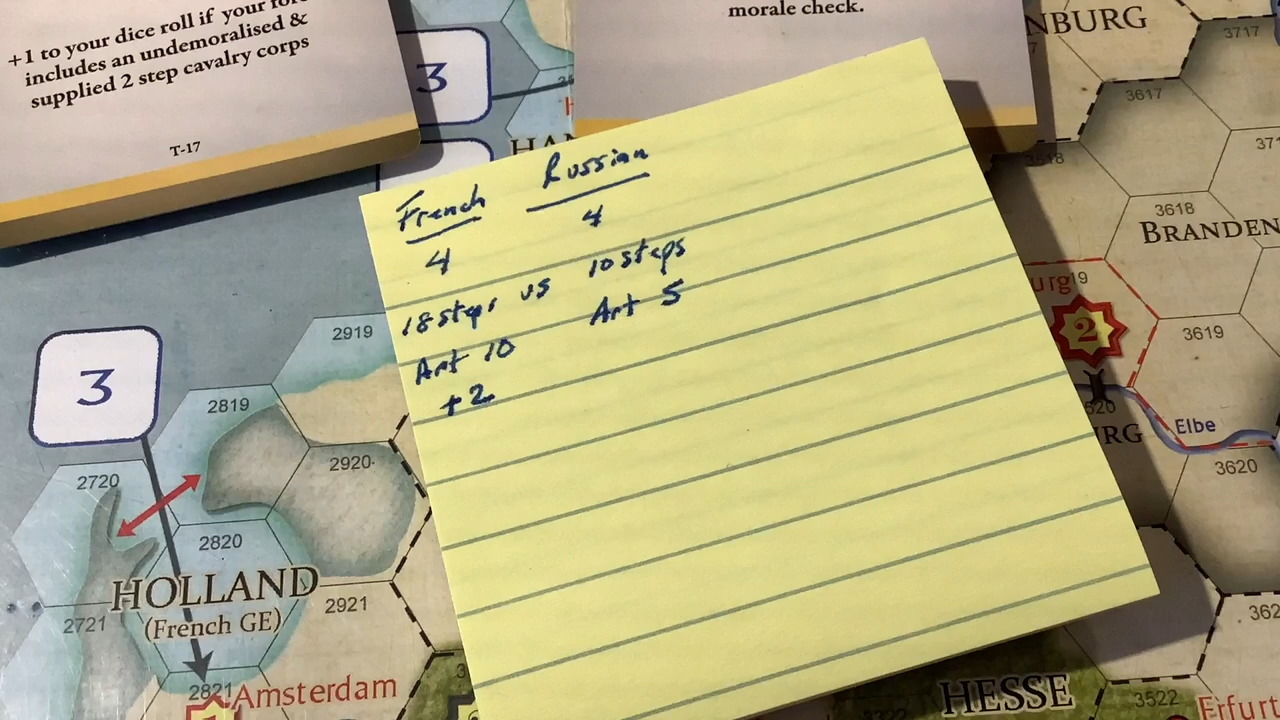 +1 to your dice roll if your
includes an undemoralised &
supplied 2 step cavalry corps
T-17
morale check.
3
NBURG
3717
3617
3518
3618
BRANDEN
French Russian
4 4
18 steps vs 10 steps
Art 10 Art 5
+2
2919
3
2819
2920
2720
2820
HOLLAND
(French GE)
2721
2921
2821
Amsterdam
urg
19
2
3619
Elbe
3620
HESSE
3522
Erfurt